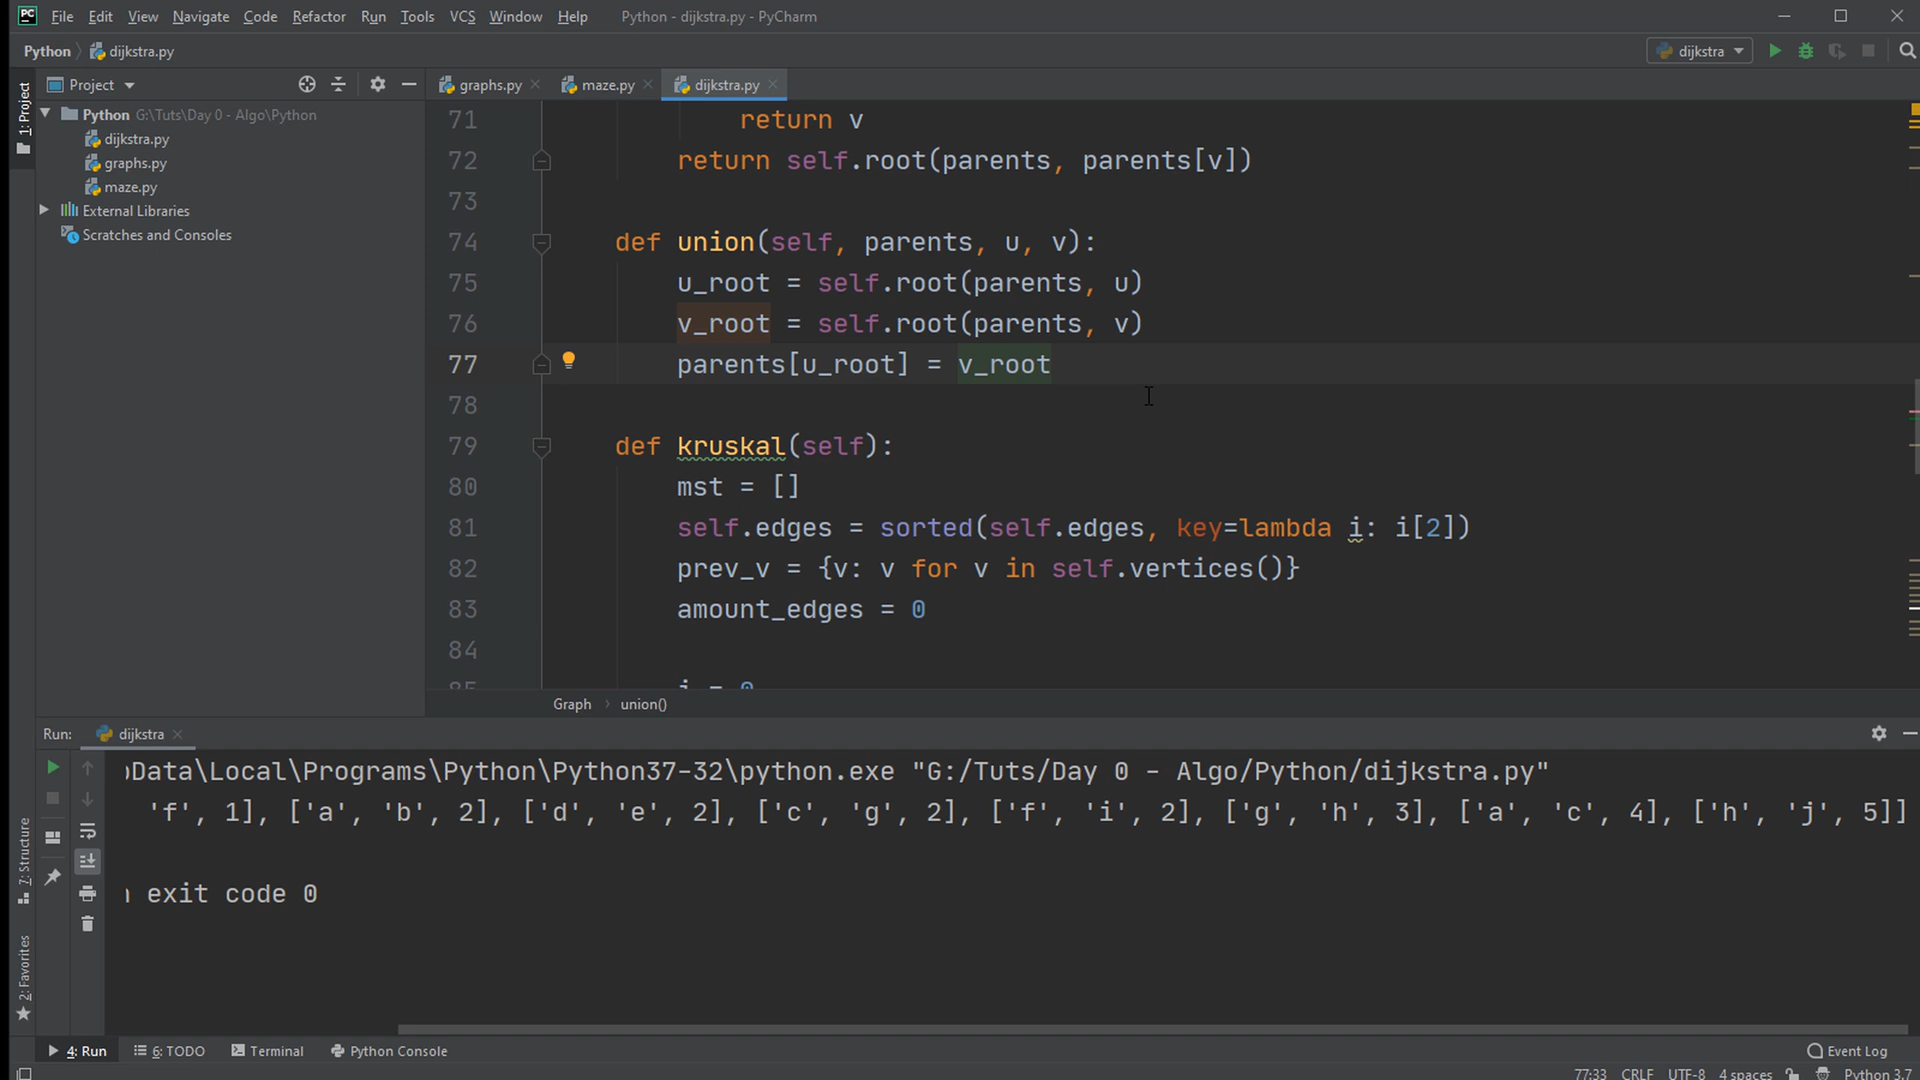 PC File Edit View Navigate Code Refactor Run Tools VCS Window Help Python - dijkstra.py - PyCharm
Python dijkstra.py dijkstra
1: Project
Project
graphs.py maze.py dijkstra.py
Python G:\Tuts\Day 0 - Algo\Python
dijkstra.py
graphs.py
maze.py
External Libraries
Scratches and Consoles
71 return v
72 return self.root(parents, parents[v])
73
74 def union(self, parents, u, v):
75 u_root = self.root(parents, u)
76 v_root = self.root(parents, v)
77 parents[u_root] = v_root
78
79 def kruskal(self):
80 mst = []
81 self.edges = sorted(self.edges, key=lambda i: i[2])
82 prev_v = {v: v for v in self.vertices()}
83 amount_edges = 0
84
85 i = 0
Graph union()
Run: dijkstra
Data\Local\Programs\Python\Python37-32\python.exe "G:/Tuts/Day 0 - Algo/Python/dijkstra.py"
'f', 1], ['a', 'b', 2], ['d', 'e', 2], ['c', 'g', 2], ['f', 'i', 2], ['g', 'h', 3], ['a', 'c', 4], ['h', 'j', 5]]
exit code 0
7: Structure
2: Favorites
4: Run 6: TODO Terminal Python Console Event Log
77:33 CRLF UTF-8 4 spaces Python 3.7